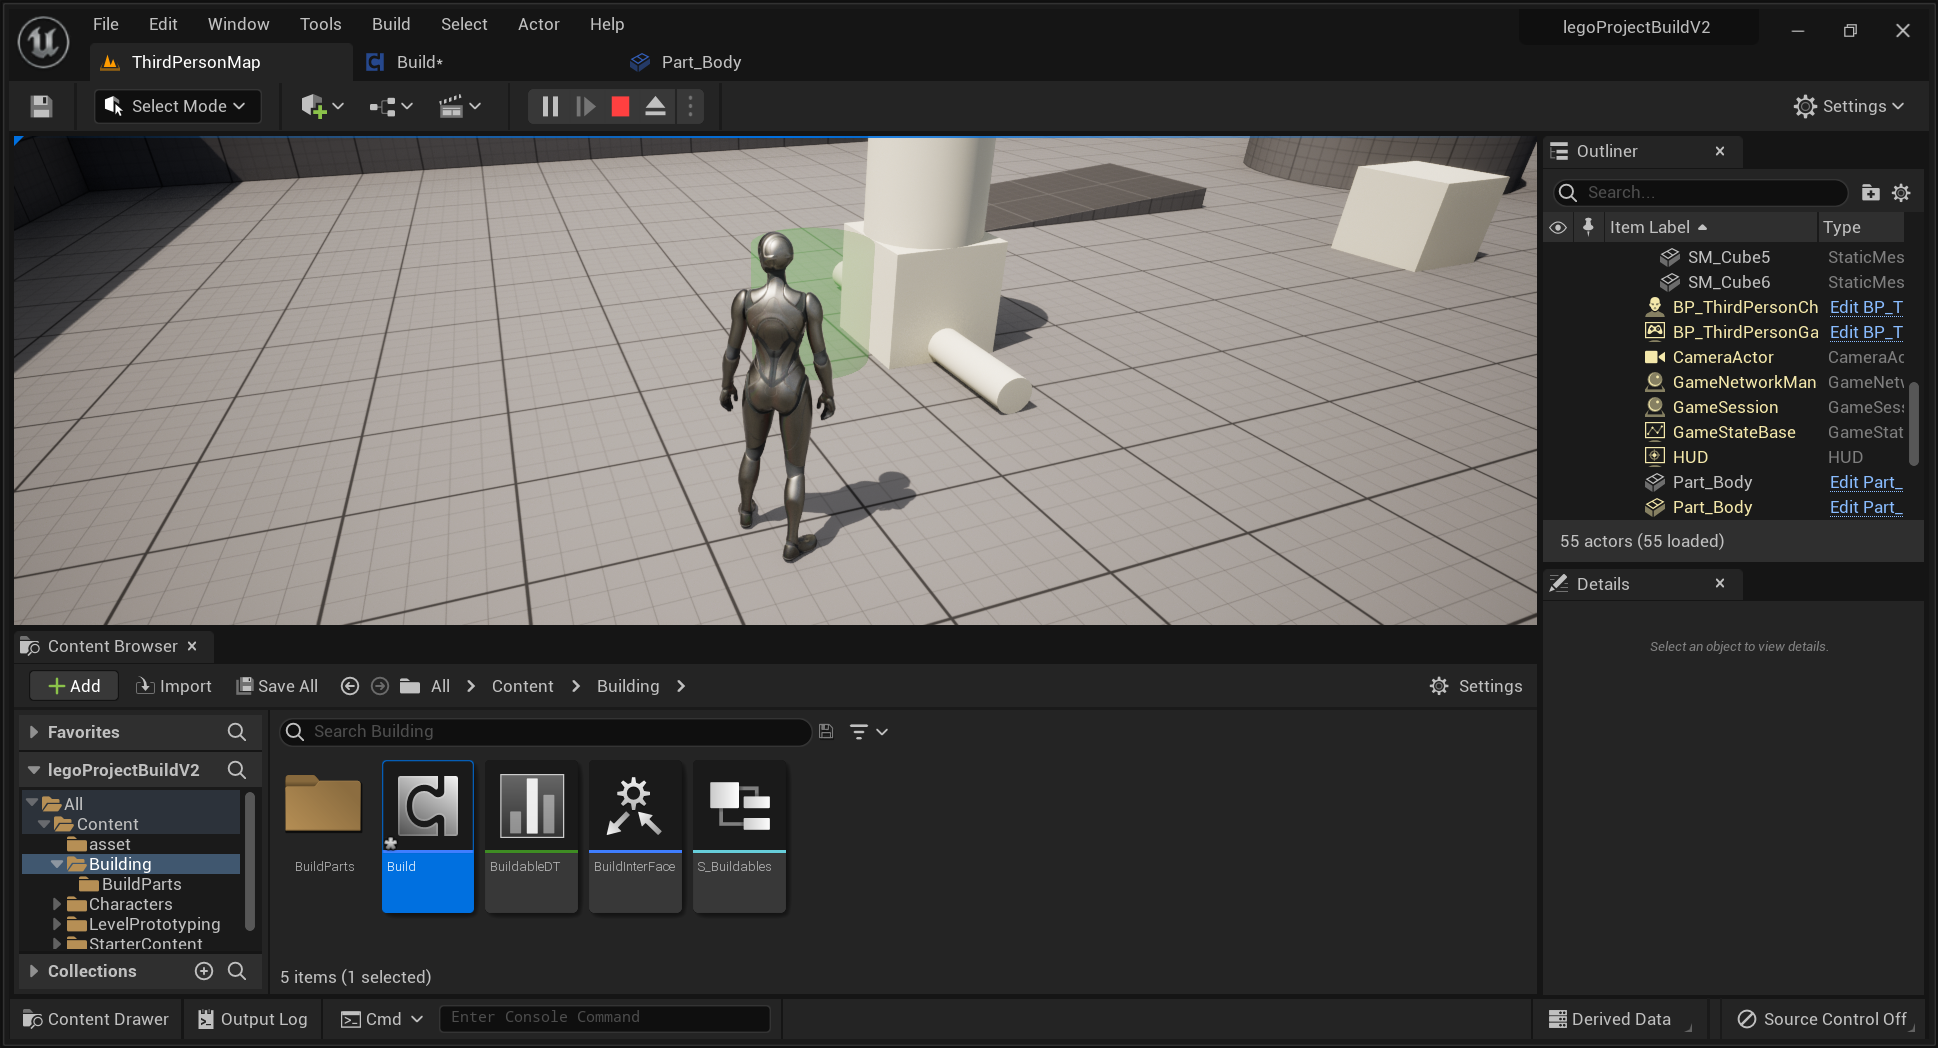 File Edit Window Tools Build Select Actor Help
legoProjectBuildV2
ThirdPersonMap
Build*
Part_Body
Select Mode
Settings
Outliner
Search...
Item Label Type
SM_Cube5 StaticMes
SM_Cube6 StaticMes
BP_ThirdPersonCh Edit BP_T
BP_ThirdPersonGa Edit BP_T
CameraActor CameraAc
GameNetworkMan GameNetw
GameSession GameSess
GameStateBase GameStat
HUD HUD
Part_Body Edit Part_
Part_Body Edit Part_
55 actors (55 loaded)
Details
Select an object to view details.
Content Browser
Add Import Save All All Content Building Settings
Favorites
Search Building
legoProjectBuildV2
All
Content
asset
Building
BuildParts
Characters
LevelPrototyping
StarterContent
Collections
BuildParts
Build
BuildableDT
BuildInterFace
S_Buildables
5 items (1 selected)
Content Drawer Output Log Cmd Enter Console Command Derived Data Source Control Off